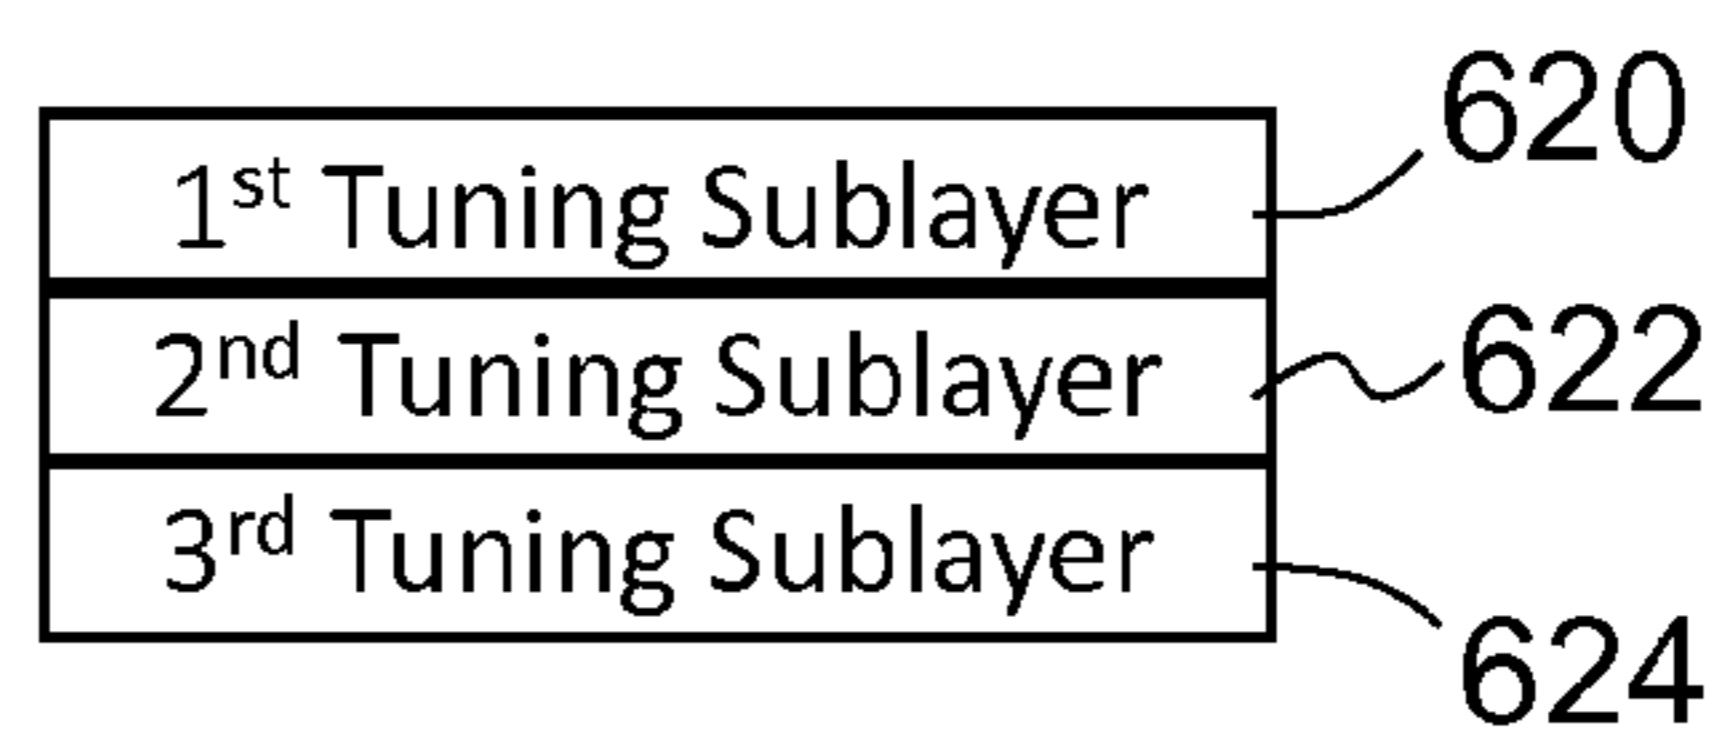 620
1st Tuning Sublayer
2nd Tuning Sublayer
622
3rd Tuning Sublayer
624